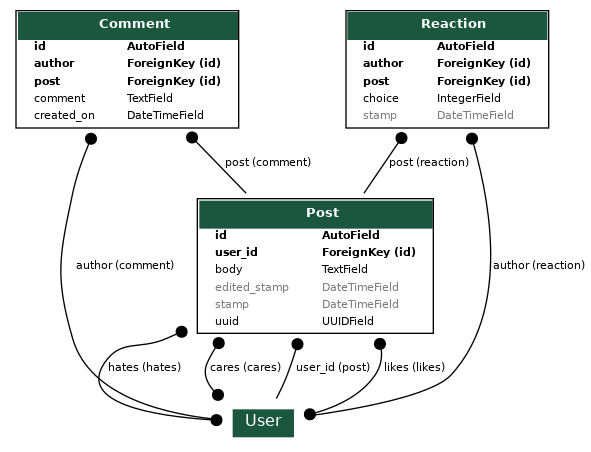 Comment
id AutoField
author ForeignKey (id)
post ForeignKey (id)
comment TextField
created_on DateTimeField
Reaction
id AutoField
author ForeignKey (id)
post ForeignKey (id)
choice IntegerField
stamp DateTimeField
post (comment)
post (reaction)
Post
id AutoField
user_id ForeignKey (id)
body TextField
edited_stamp DateTimeField
stamp DateTimeField
uuid UUIDField
author (comment)
author (reaction)
hates (hates)
cares (cares)
user_id (post)
likes (likes)
User